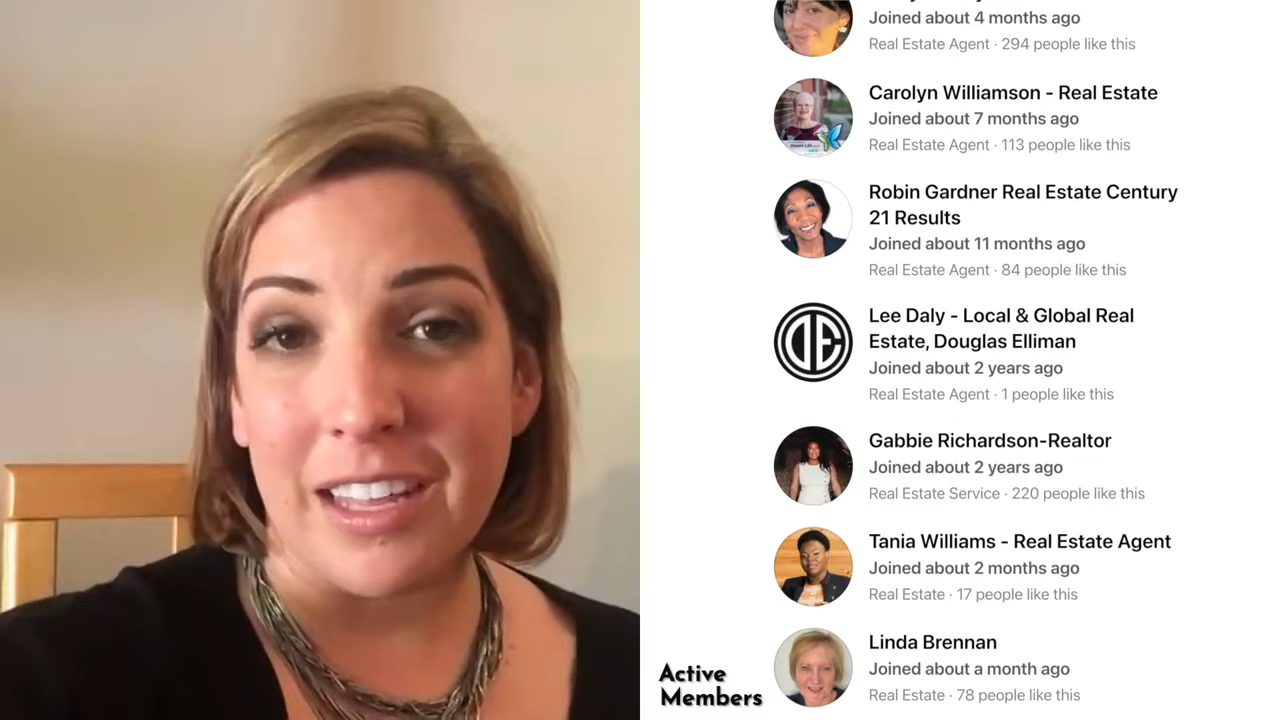 Joined about 4 months ago
Real Estate Agent · 294 people like this
Carolyn Williamson - Real Estate
Joined about 7 months ago
Real Estate Agent · 113 people like this
Robin Gardner Real Estate Century
21 Results
Joined about 11 months ago
Real Estate Agent · 84 people like this
Lee Daly - Local & Global Real
Estate, Douglas Elliman
Joined about 2 years ago
Real Estate Agent · 1 people like this
Gabbie Richardson-Realtor
Joined about 2 years ago
Real Estate Service · 220 people like this
Tania Williams - Real Estate Agent
Joined about 2 months ago
Real Estate · 17 people like this
Linda Brennan
Joined about a month ago
Real Estate · 78 people like this
Active
Members